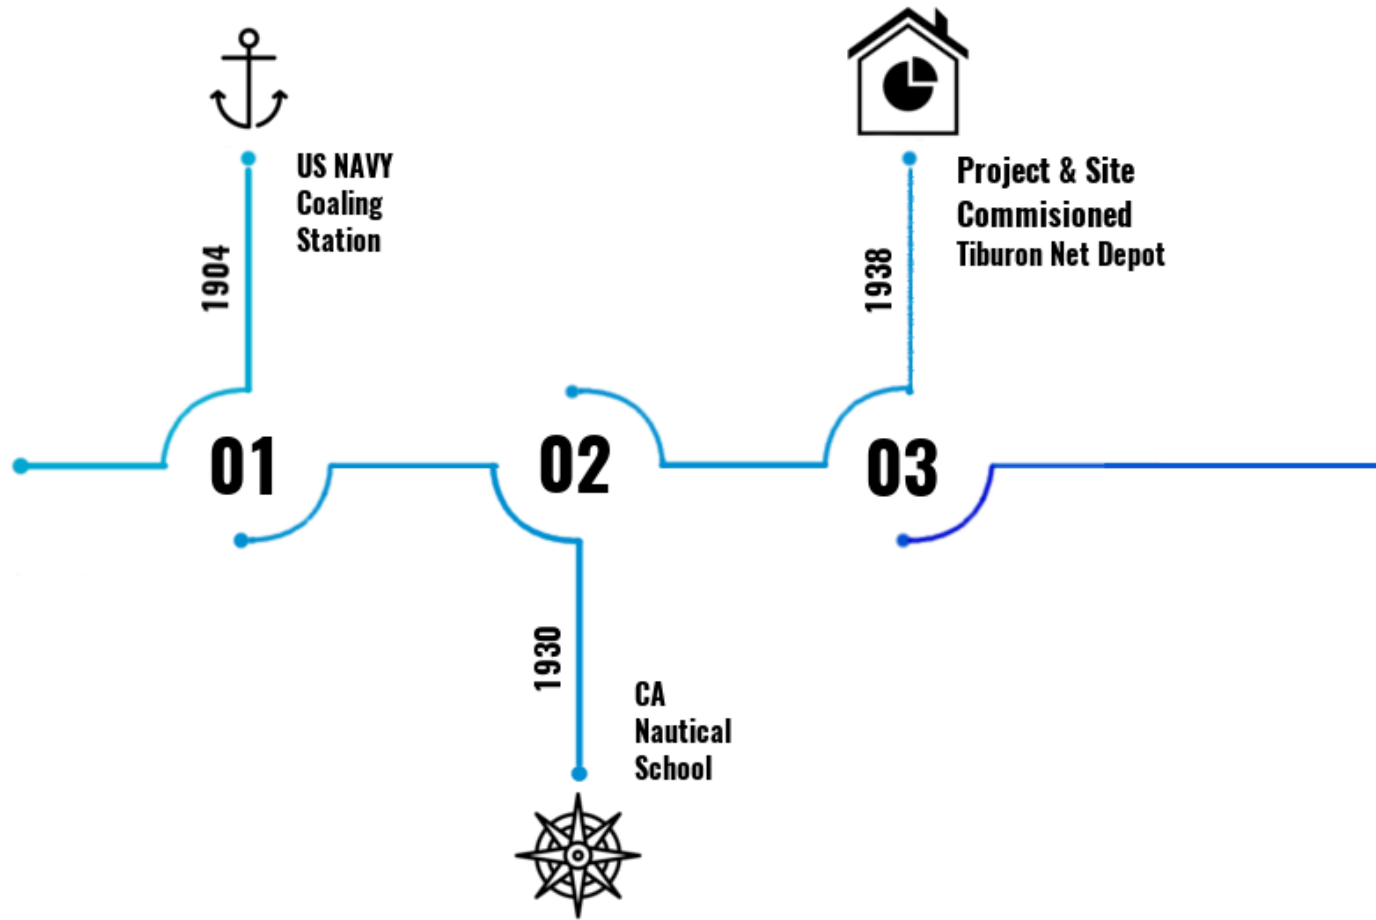 US NAVY
Coaling
Station
1904
01
02
1930
CA
Nautical
School
Project & Site
Commisioned
Tiburon Net Depot
1938
03